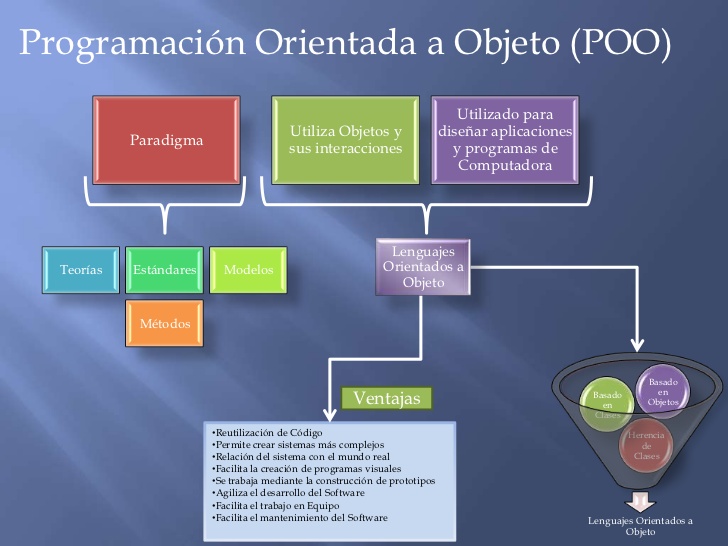 Programación Orientada a Objeto (POO)
Paradigma
Utiliza Objetos y
sus interacciones
Utilizado para
diseñar aplicaciones
y programas de
Computadora
Teorías
Estándares
Modelos
Métodos
Lenguajes
Orientados a
Objeto
Ventajas
•Reutilización de Código
•Permite crear sistemas más complejos
•Relación del sistema con el mundo real
•Facilita la creación de programas visuales
•Se trabaja mediante la construcción de prototipos
•Agiliza el desarrollo del Software
•Facilita el trabajo en Equipo
•Facilita el mantenimiento del Software
Basado
en
Clases
Basado
en
Objetos
Herencia
de
Clases
Lenguajes Orientados a
Objeto